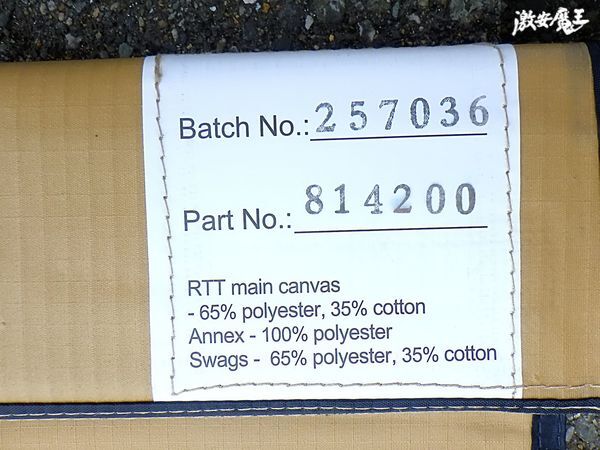 激安魔王
Batch No.: 257036
Part No.: 814200
RTT main canvas
- 65% polyester, 35% cotton
Annex - 100% polyester
Swags - 65% polyester, 35% cotton